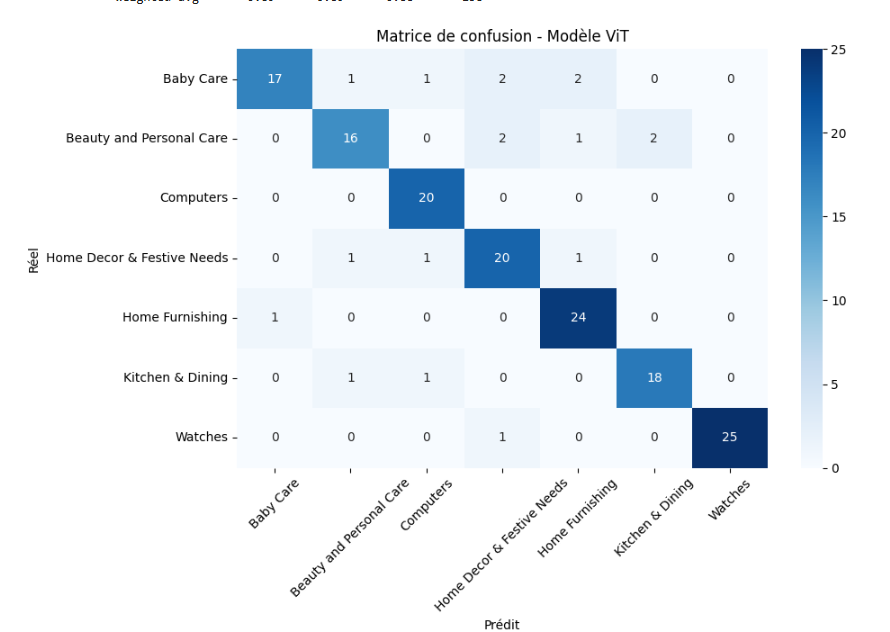 Matrice de confusion - Modèle ViT
Baby Care 17 1 1 2 2 0 0
Beauty and Personal Care 0 16 0 2 1 2 0
Computers 0 0 20 0 0 0 0
Home Decor & Festive Needs 0 1 1 20 1 0 0
Home Furnishing 1 0 0 0 24 0 0
Kitchen & Dining 0 1 1 0 0 18 0
Watches 0 0 0 1 0 0 25
Réel
25
20
15
10
5
0
Baby Care
Beauty and Personal Care
Computers
Home Decor & Festive Needs
Home Furnishing
Kitchen & Dining
Watches
Prédit